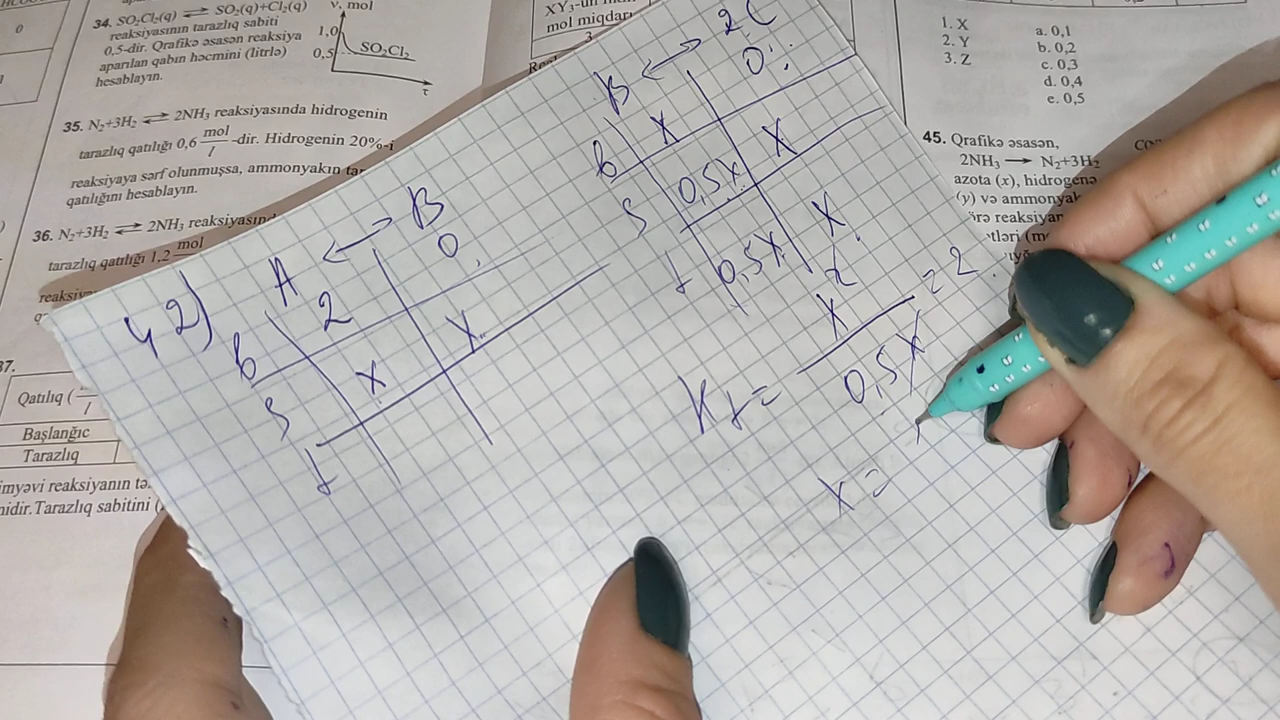 34. SO₂Cl₂(q) ⇄ SO₂(q)+Cl₂(q)
reaksiyasının tarazlıq sabiti
0,5-dir. Qrafikə əsasən reaksiya
aparılan qabın həcmini (litrlə)
hesablayın.
ν, mol
1,0
0,5
SO₂Cl₂
τ
35. N₂+3H₂ ⇄ 2NH₃ reaksiyasında hidrogenin
tarazlıq qatılığı 0,6 mol/l -dir. Hidrogenin 20%-i
reaksiyaya sərf olunmuşsa, ammonyakın
qatılığını hesablayın.
36. N₂+3H₂ ⇄ 2NH₃
tarazlıq qatılığı 1,2 mol
37.
Qatılıq
Başlanğıc
Tarazlıq
reaksiyanın
Tarazlıq sabitini
mol miqdarı
3
1. X
2. Y
3. Z
a. 0,1
b. 0,2
c. 0,3
d. 0,4
e. 0,5
45. Qrafikə əsasən,
2NH₃ → N₂+3H₂
azota (x), hidrogenə
(y) və
42)
A ↔ B
b 2 0
s x x
t
B ↔ 2C
b x 0
s 0,5x x
t 0,5x x
Kt = x²/0,5x = 2
x =